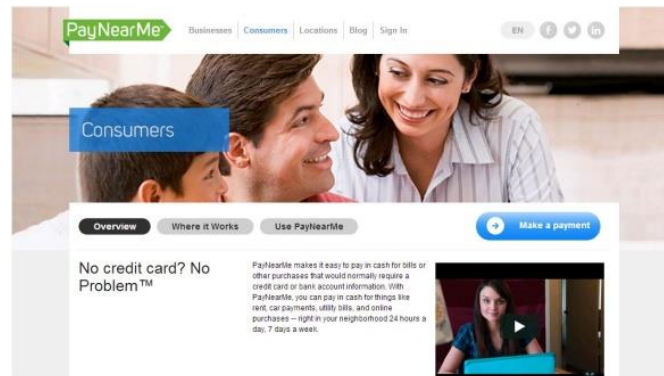 PayNearMe
Businesses | Consumers | Locations | Blog | Sign In
EN
Consumers
Overview
Where it Works
Use PayNearMe
Make a payment
No credit card? No
Problem™
PayNearMe makes it easy to pay in cash for bills or
other purchases that would normally require a
credit card or bank account information. With
PayNearMe, you can pay in cash for things like
rent, car payments, utility bills, and online
purchases -- right in your neighborhood 24 hours a
day, 7 days a week.